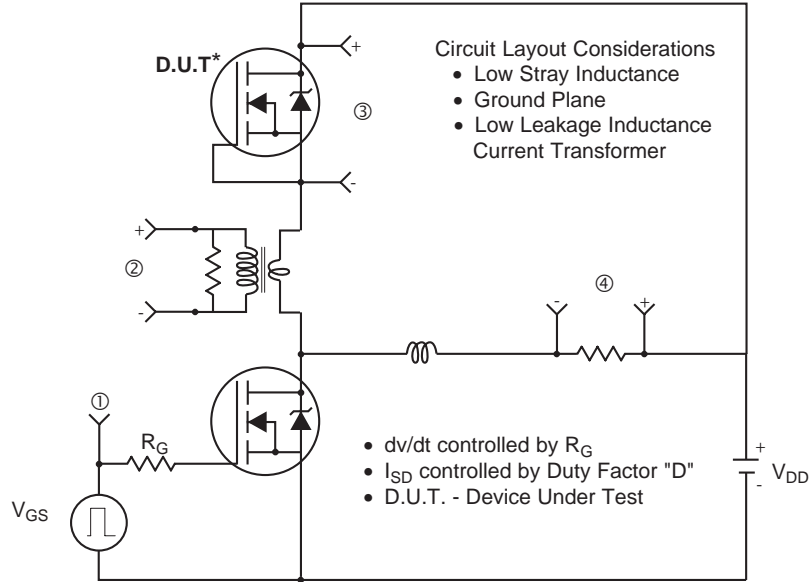 D.U.T*
+
-
③
Circuit Layout Considerations
• Low Stray Inductance
• Ground Plane
• Low Leakage Inductance
Current Transformer
+
②
-
④
-
+
①
RG
VGS
• dv/dt controlled by RG
• ISD controlled by Duty Factor "D"
• D.U.T. - Device Under Test
+
VDD
-